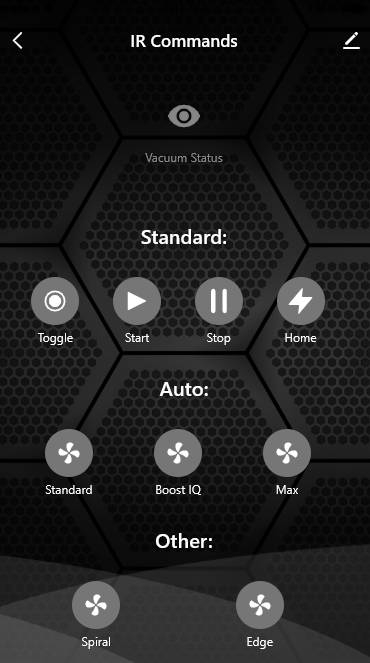 IR Commands
Vacuum Status
Standard:
Toggle Start Stop Home
Auto:
Standard Boost IQ Max
Other:
Spiral Edge